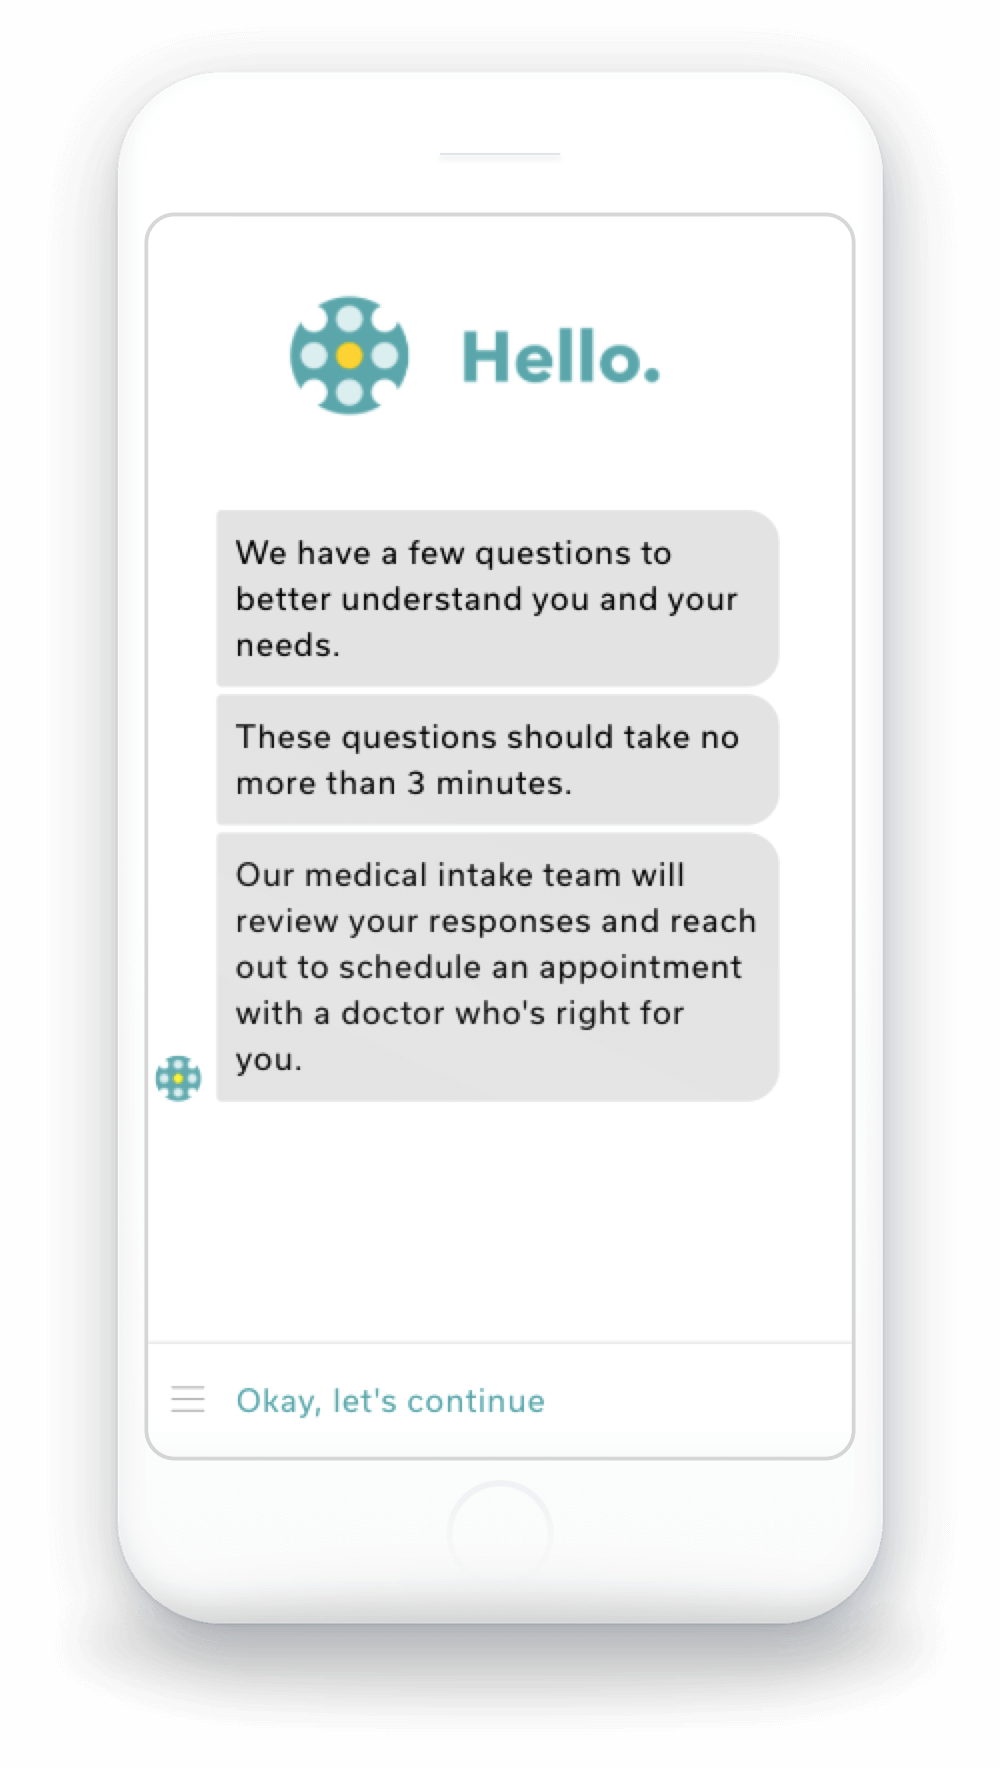 Hello.
We have a few questions to
better understand you and your
needs.
These questions should take no
more than 3 minutes.
Our medical intake team will
review your responses and reach
out to schedule an appointment
with a doctor who's right for
you.
Okay, let's continue